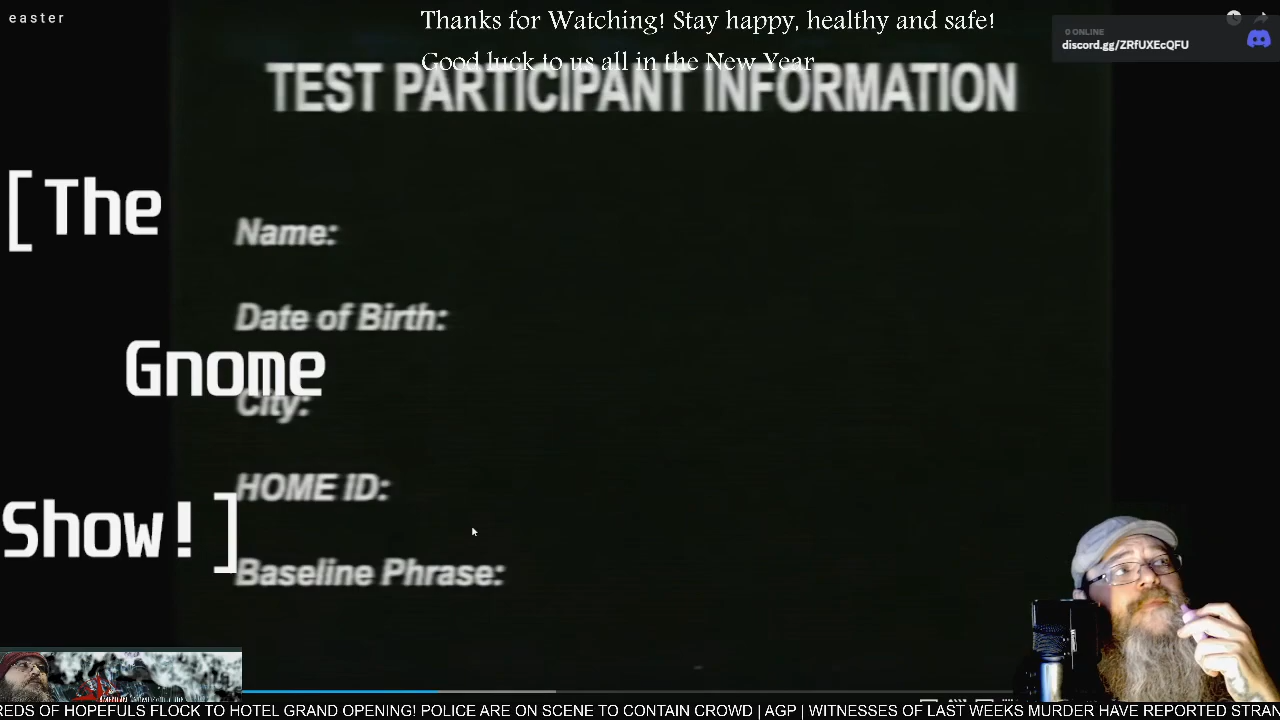 easter
Thanks for Watching! Stay happy, healthy and safe!
Good luck to us all in the New Year
0 ONLINE
discord.gg/ZRfUXEcQFU
TEST PARTICIPANT INFORMATION
[The
Name:
Date of Birth:
Gnome
City:
HOME ID:
Show! ]
Baseline Phrase:
REDS OF HOPEFULS FLOCK TO HOTEL GRAND OPENING! POLICE ARE ON SCENE TO CONTAIN CROWD | AGP | WITNESSES OF LAST WEEKS MURDER HAVE REPORTED STRAN